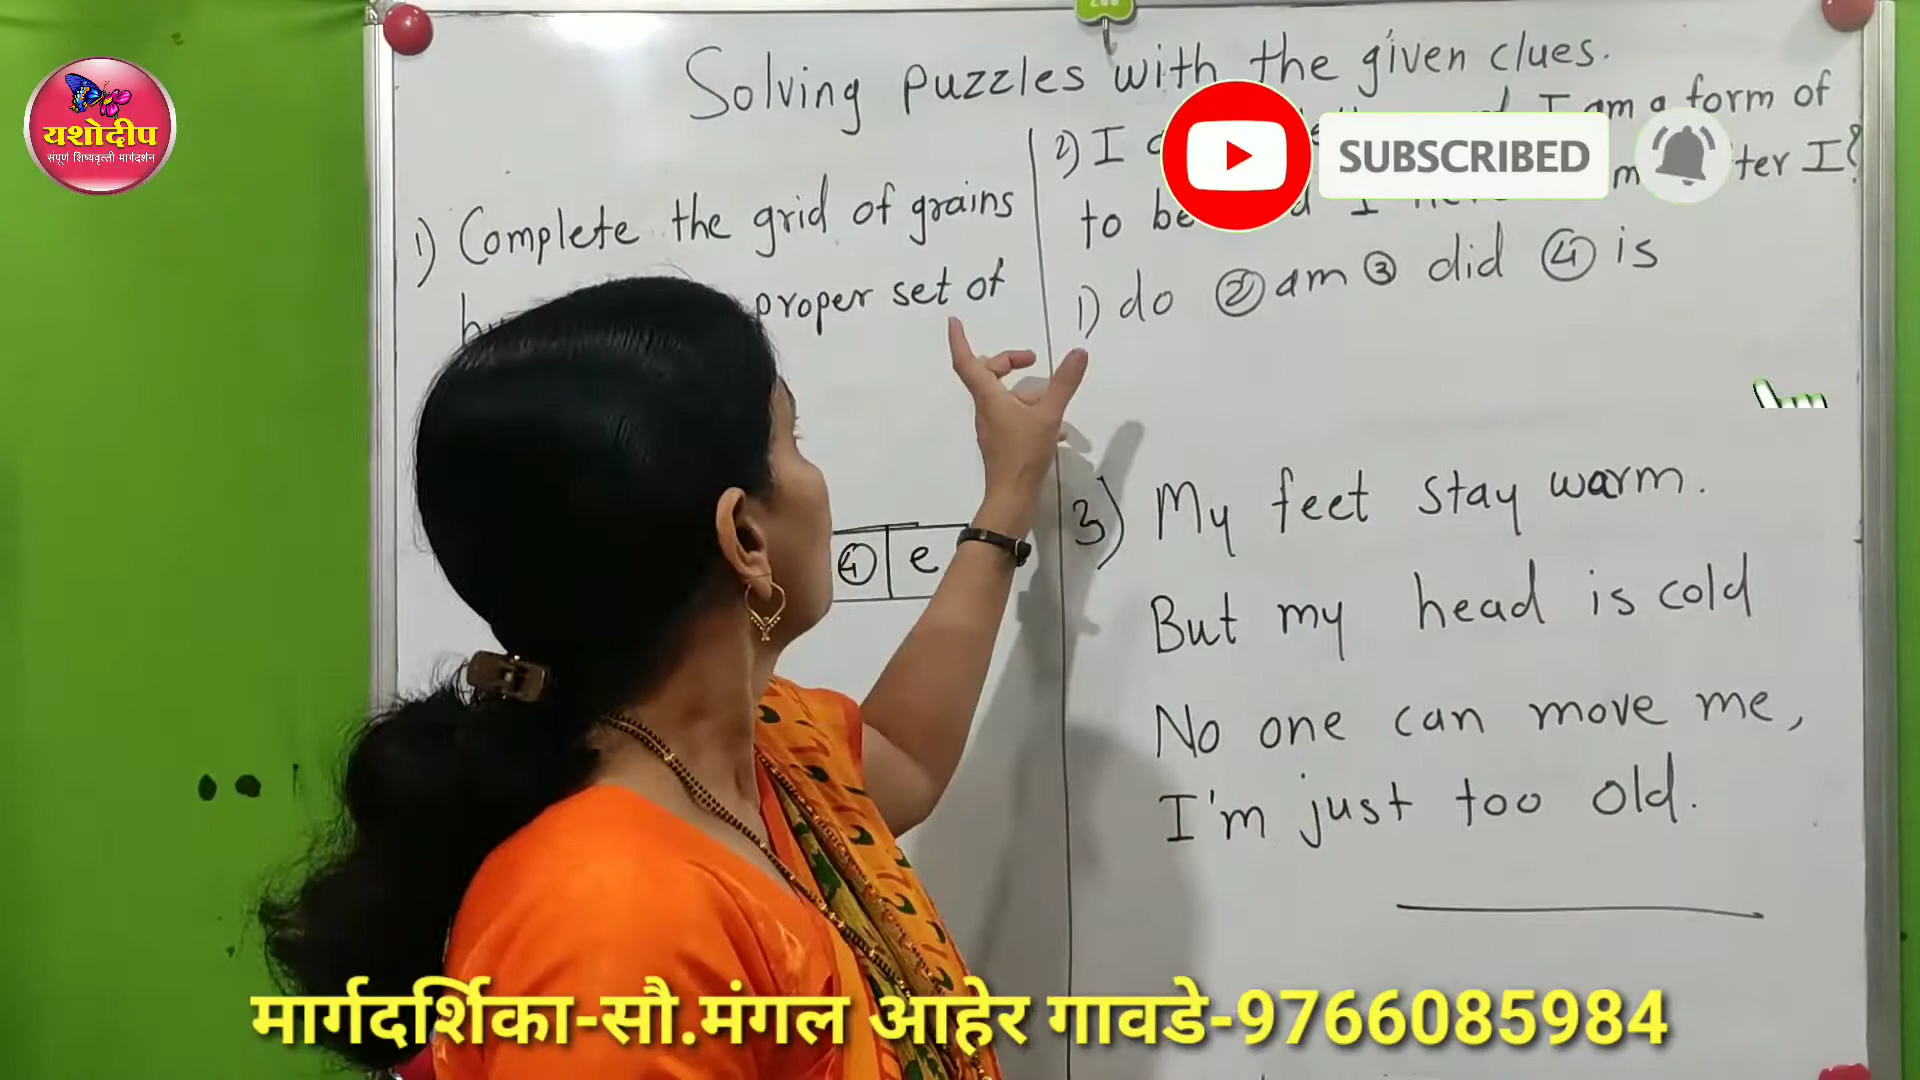 यशोदीप
संपूर्ण शिष्यवृत्ती मार्गदर्शन
Solving puzzles with the given clues.
1) Complete the grid of grains
proper set of
④ e
2) I I am a form of
to be I ter I?
1) do ② am ③ did ④ is
SUBSCRIBED
3) My feet stay warm.
But my head is cold
No one can move me,
I'm just too old.
मार्गदर्शिका-सौ.मंगल आहेर गावडे-9766085984